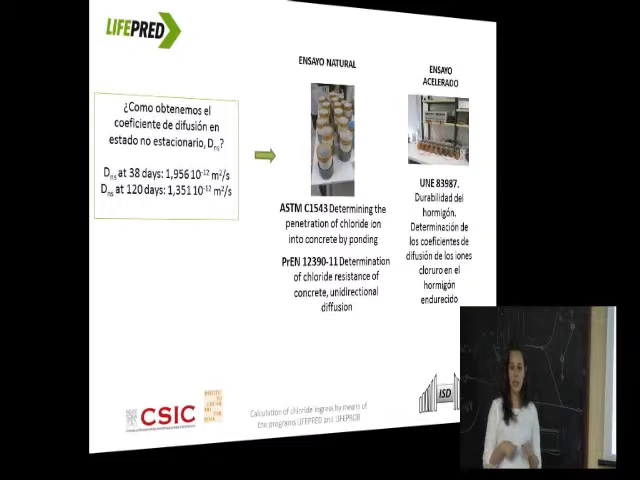 LIFEPRED
¿Como obtenemos el
coeficiente de difusión en
estado no estacionario, Dns?
Dns at 38 days: 1,956 10-12 m2/s
Dns at 120 days: 1,351 10-12 m2/s
ENSAYO NATURAL
ASTM C1543 Determining the
penetration of chloride ion
into concrete by ponding
PrEN 12390-11 Determination
of chloride resistance of
concrete, unidirectional
diffusion
ENSAYO
ACELERADO
UNE 83987.
Durabilidad del
hormigón.
Determinación de
los coeficientes de
difusión de los iones
cloruro en el
hormigón
endurecido
CSIC
Calculation of chloride ingress by means of
the programs LIFEPRED and LIFEPROB
ISD